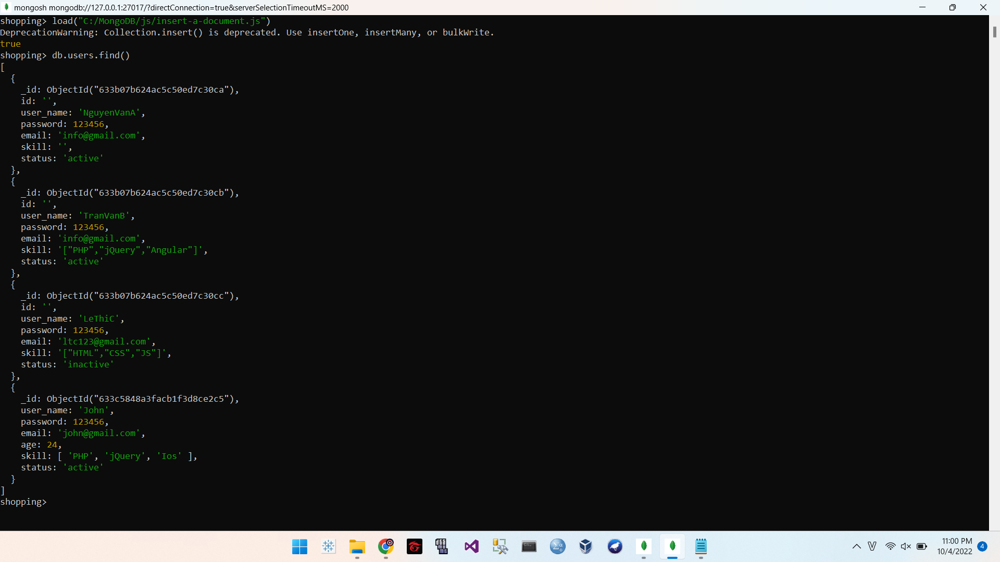 mongosh mongodb://127.0.0.1:27017/?directConnection=true&serverSelectionTimeoutMS=2000
shopping> load("C:/MongoDB/js/insert-a-document.js")
DeprecationWarning: Collection.insert() is deprecated. Use insertOne, insertMany, or bulkWrite.
true
shopping> db.users.find()
[
  {
    _id: ObjectId("633b07b624ac5c50ed7c30ca"),
    id: '',
    user_name: 'NguyenVanA',
    password: 123456,
    email: 'info@gmail.com',
    skill: '',
    status: 'active'
  },
  {
    _id: ObjectId("633b07b624ac5c50ed7c30cb"),
    id: '',
    user_name: 'TranVanB',
    password: 123456,
    email: 'info@gmail.com',
    skill: '["PHP","jQuery","Angular"]',
    status: 'active'
  },
  {
    _id: ObjectId("633b07b624ac5c50ed7c30cc"),
    id: '',
    user_name: 'LeThiC',
    password: 123456,
    email: 'ltc123@gmail.com',
    skill: '["HTML","CSS","JS"]',
    status: 'inactive'
  },
  {
    _id: ObjectId("633c5848a3facb1f3d8ce2c5"),
    user_name: 'John',
    password: 123456,
    email: 'john@gmail.com',
    age: 24,
    skill: [ 'PHP', 'jQuery', 'Ios' ],
    status: 'active'
  }
]
shopping>
11:00 PM
10/4/2022
4